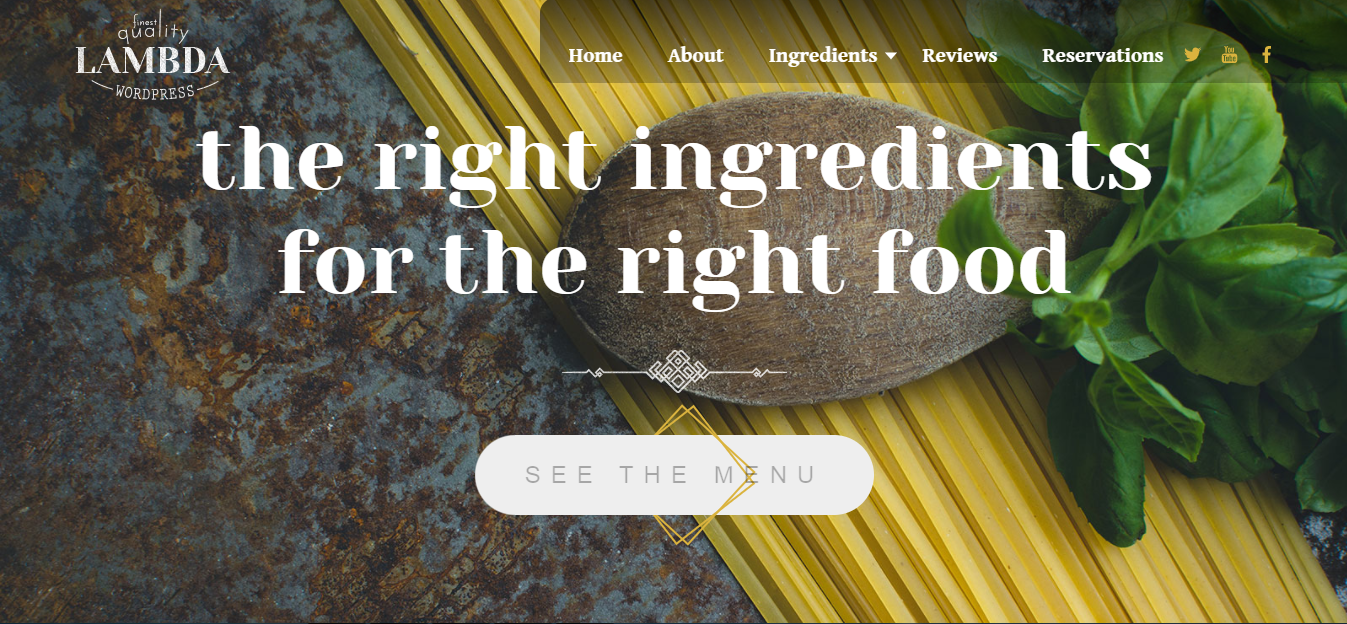 finest
quality
LAMBDA
WORDPRESS
Home About Ingredients Reviews Reservations
the right ingredients
for the right food
SEE THE MENU